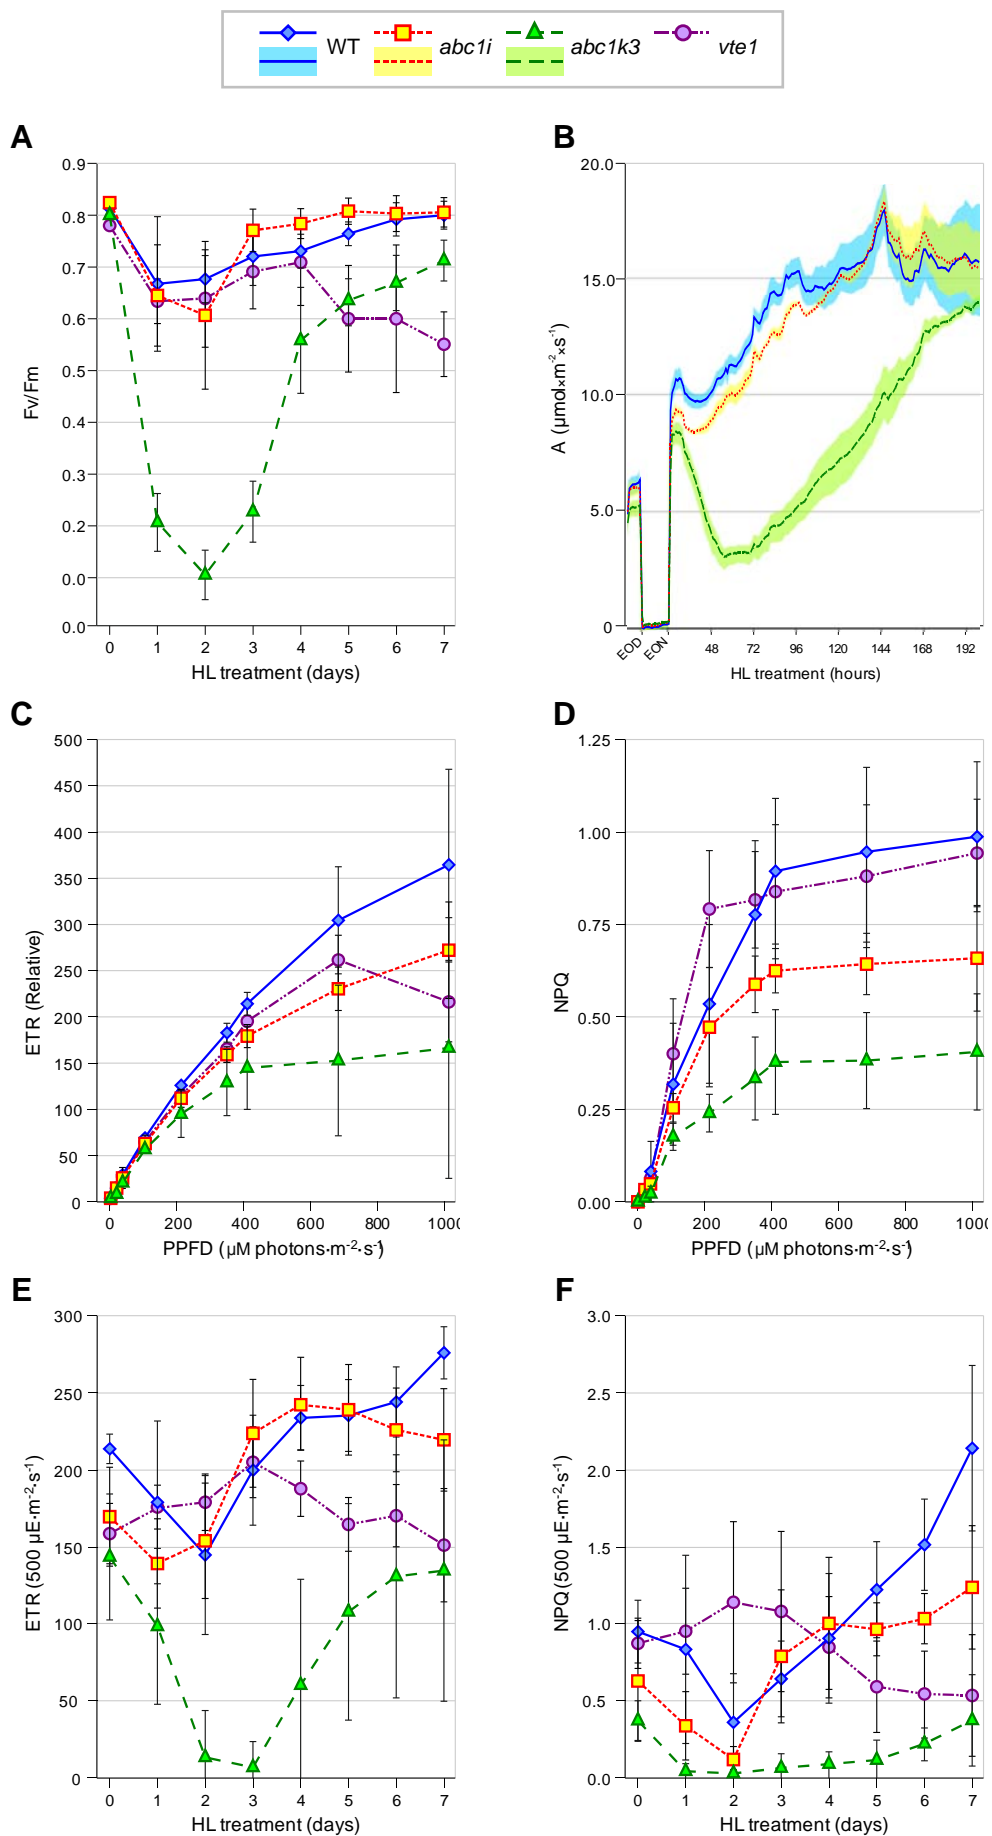 WT abc1i abc1k3 vte1
A
0.9
0.8
0.7
0.6
0.5
0.4
0.3
0.2
0.0
0.0
Fv/Fm
0 1 2 3 4 5 6 7
HL treatment (days)
B
20.0
15.0
10.0
5.0
0
A (µmol×m⁻²×s⁻¹)
EOD EON 48 72 96 120 144 168 192
HL treatment (hours)
C
500
450
400
350
300
250
200
150
100
50
0
ETR (Relative)
0 200 400 600 800 1000
PPFD (µM photons·m⁻²·s⁻¹)
D
1.25
1.00
0.75
0.50
0.25
0.00
NPQ
0 200 400 600 800 1000
PPFD (µM photons·m⁻²·s⁻¹)
E
300
250
200
150
100
50
0
ETR (500 µE·m⁻²·s⁻¹)
0 1 2 3 4 5 6 7
HL treatment (days)
F
3.0
2.5
2.0
1.5
1.0
0.5
0.0
NPQ (500 µE·m⁻²·s⁻¹)
0 1 2 3 4 5 6 7
HL treatment (days)